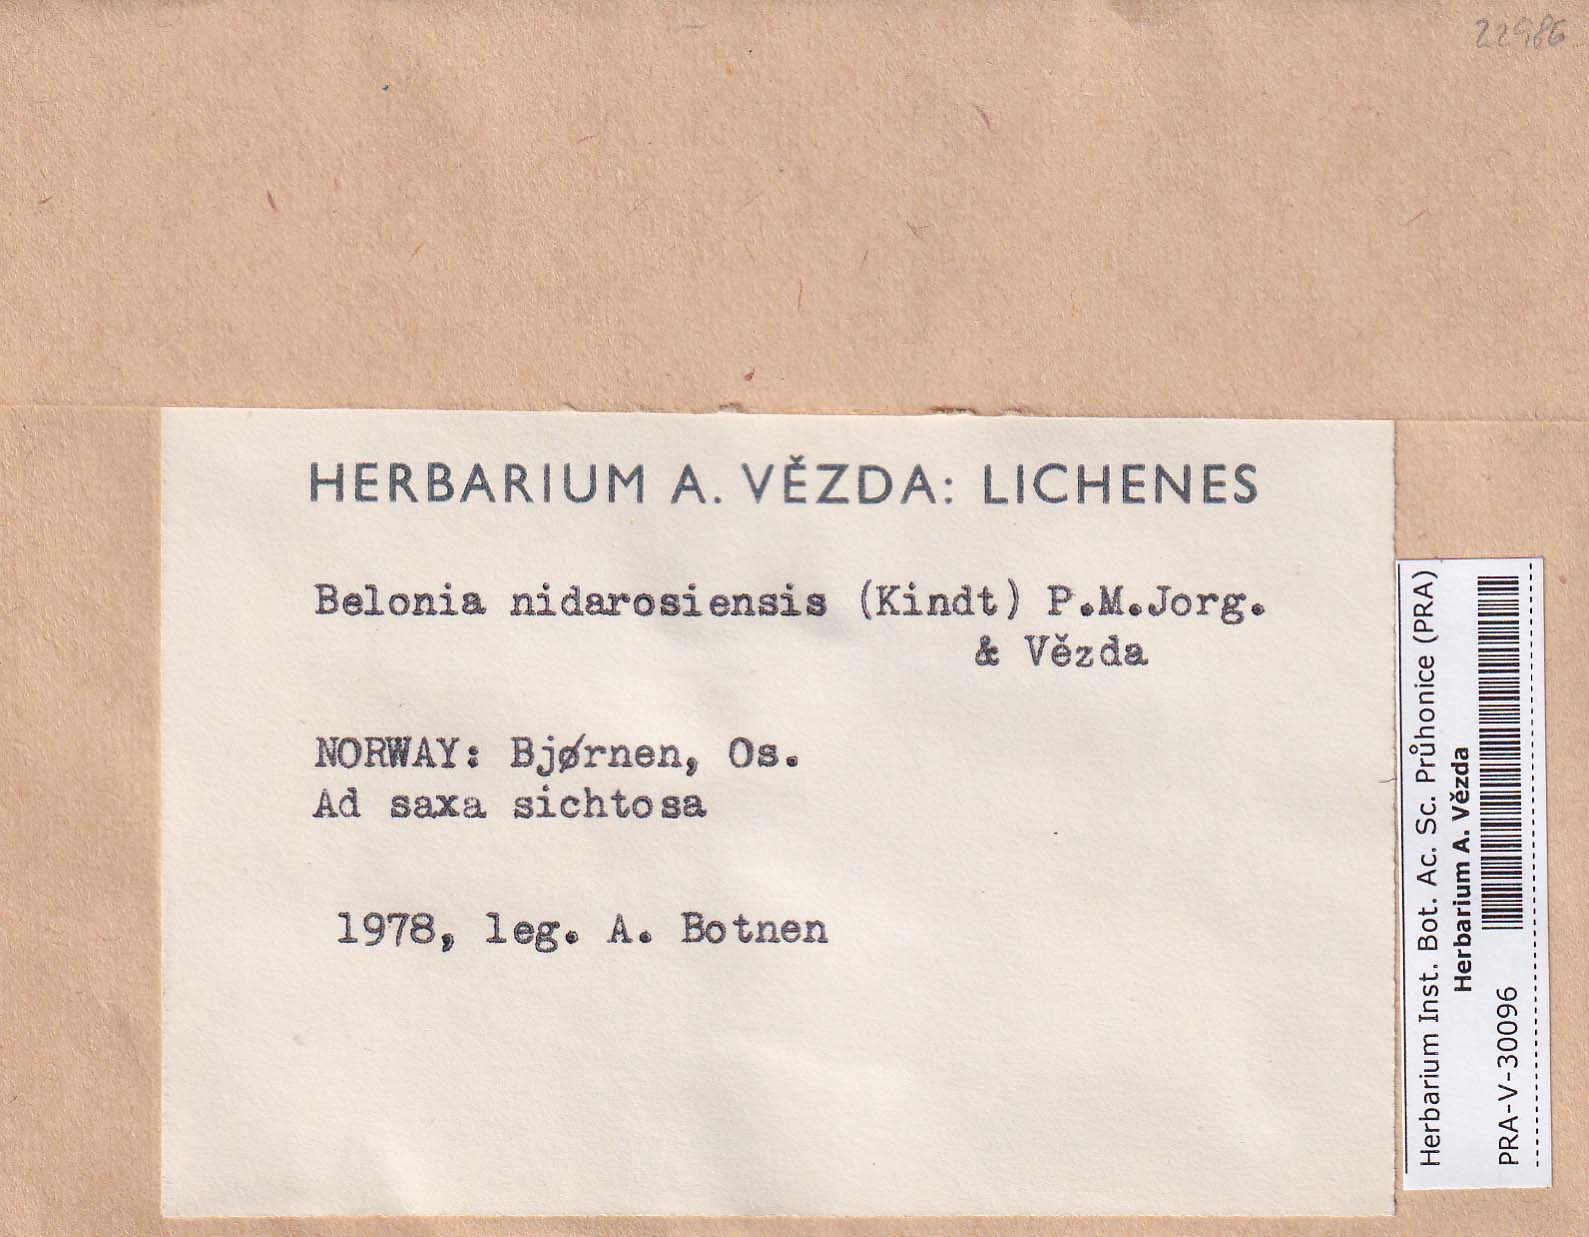 22986
HERBARIUM A. VĚZDA: LICHENES
Belonia nidarosiensis (Kindt) P.M.Jorg.
& Vězda
NORWAY: Bjørnen, Os.
Ad saxa sichtosa
1978, leg. A. Botnen
Herbarium Inst. Bot. Ac. Sc. Průhonice (PRA)
Herbarium A. Vězda
PRA-V-30096